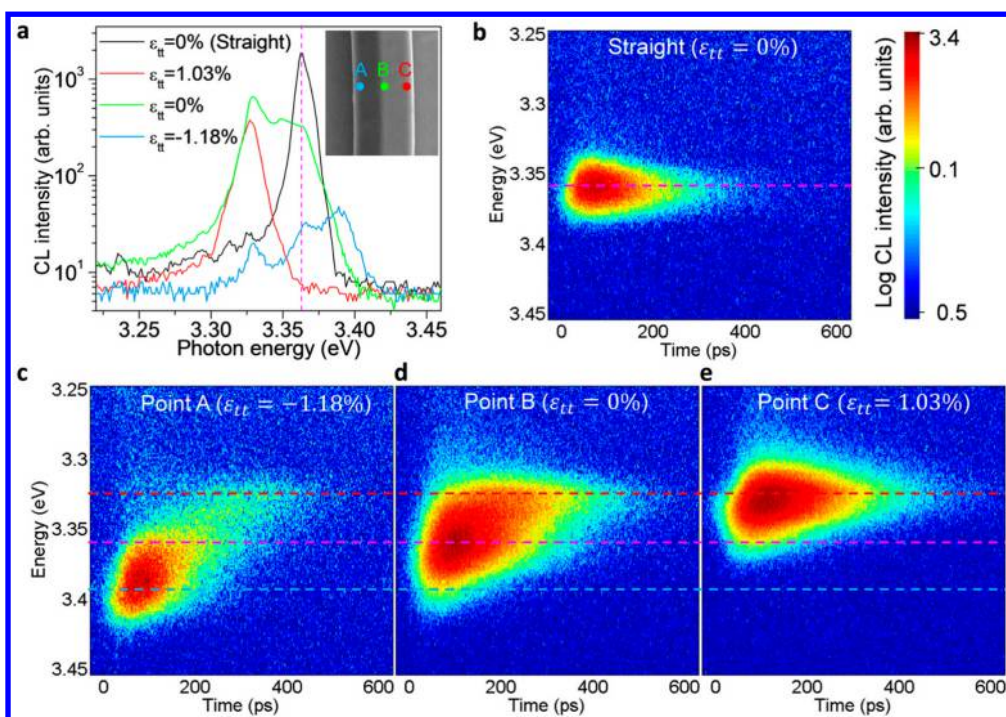 a
ε_tt=0% (Straight)
ε_tt=1.03%
ε_tt=0%
ε_tt=-1.18%
A
B
C
CL intensity (arb. units)
10³
10²
10¹
3.25
3.30
3.35
3.40
3.45
Photon energy (eV)
b
Straight (ε_tt = 0%)
Energy (eV)
3.25
3.3
3.35
3.4
3.45
0
200
400
600
Time (ps)
Log CL intensity (arb. units)
3.4
0.1
0.5
c
Point A (ε_tt = −1.18%)
Energy (eV)
3.25
3.3
3.35
3.4
3.45
0
200
400
600
Time (ps)
d
Point B (ε_tt = 0%)
0
200
400
600
Time (ps)
e
Point C (ε_tt = 1.03%)
0
200
400
600
Time (ps)